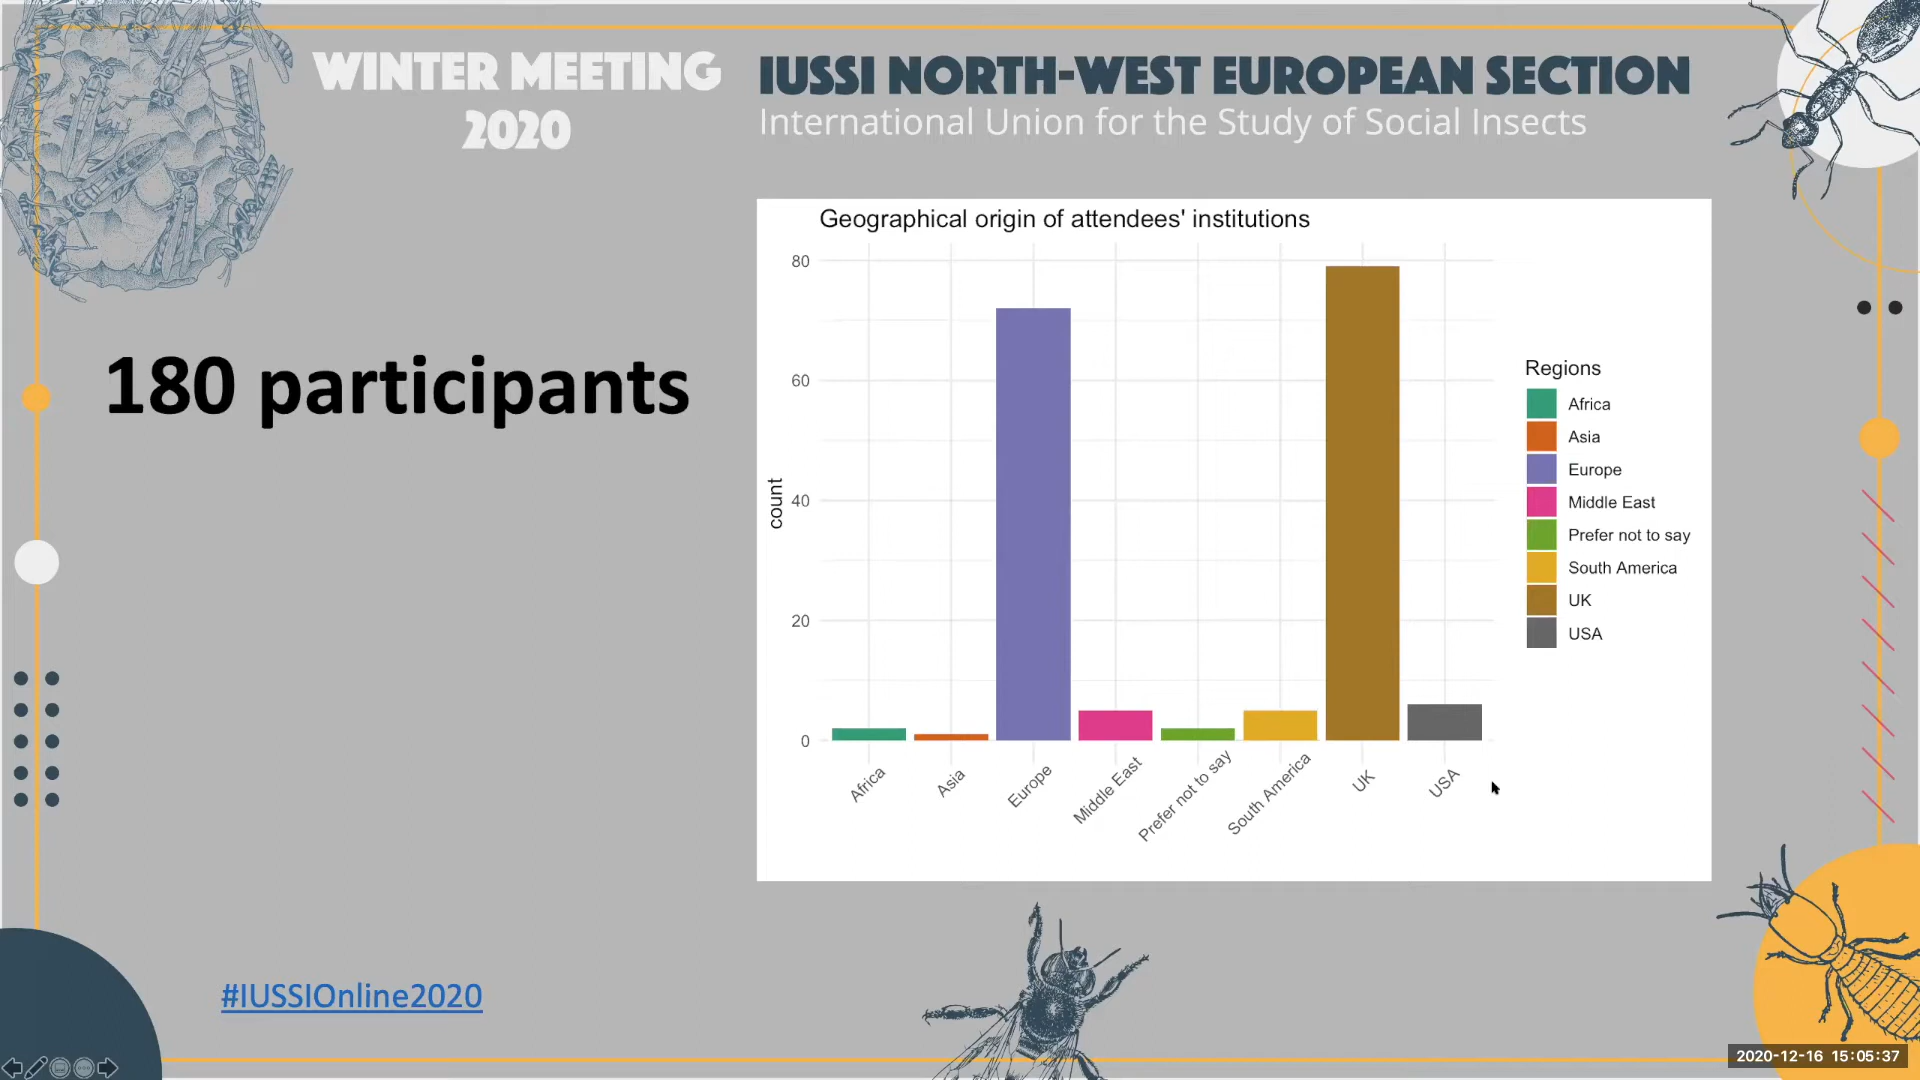 WINTER MEETING
2020
IUSSI NORTH-WEST EUROPEAN SECTION
International Union for the Study of Social Insects
180 participants
Geographical origin of attendees' institutions
count
80
60
40
20
0
Africa
Asia
Europe
Middle East
Prefer not to say
South America
UK
USA
Regions
Africa
Asia
Europe
Middle East
Prefer not to say
South America
UK
USA
#IUSSIOnline2020
2020-12-16 15:05:37